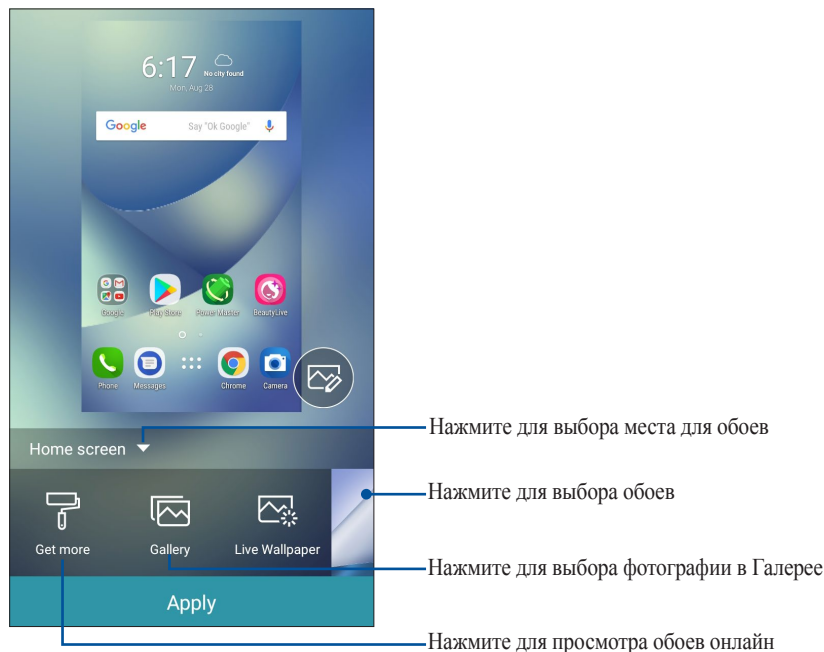 6:17
No city found
Mon, Aug 28
Google Say "Ok Google"
G M
Google Play Store Power Master BeautyLive
Phone Messages Chrome Camera
Нажмите для выбора места для обоев
Home screen
Нажмите для выбора обоев
Get more Gallery Live Wallpaper
Нажмите для выбора фотографии в Галерее
Apply
Нажмите для просмотра обоев онлайн